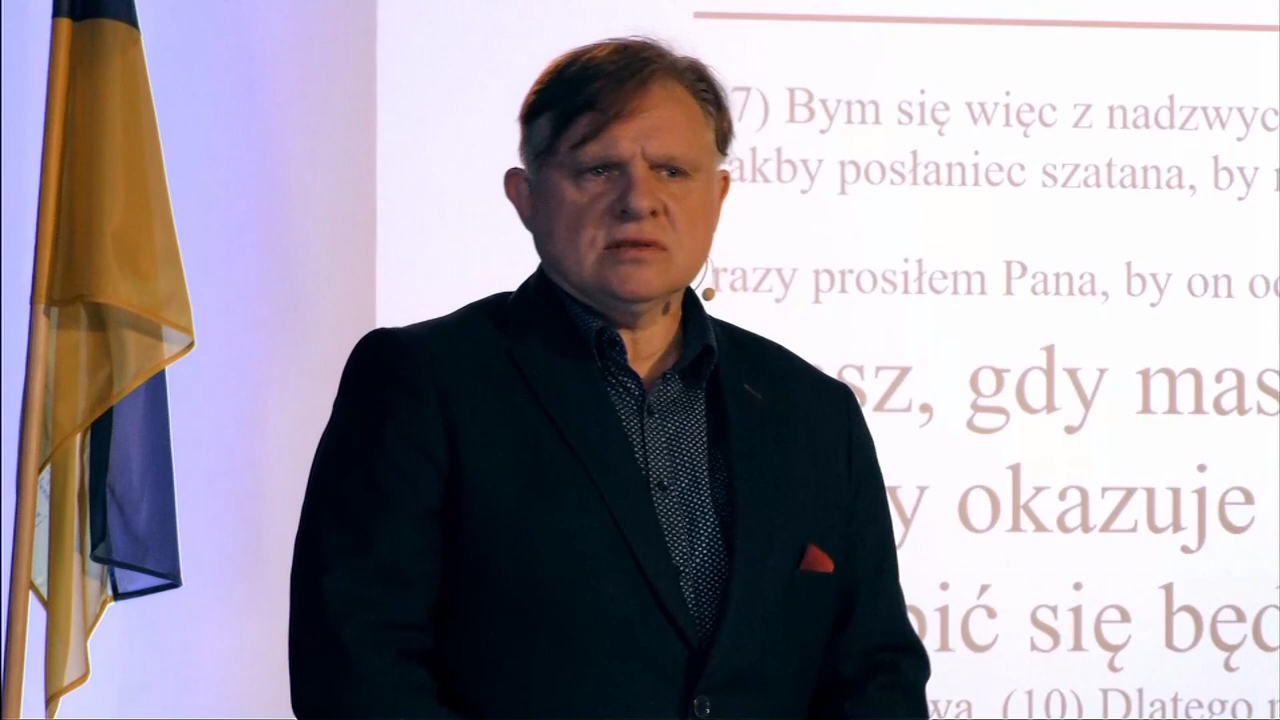 7) Bym się więc z nadzwyc
akby posłaniec szatana, by
razy prosiłem Pana, by on
sz, gdy mas
y okazuje
bić się będ
wa. (10) Dlatego